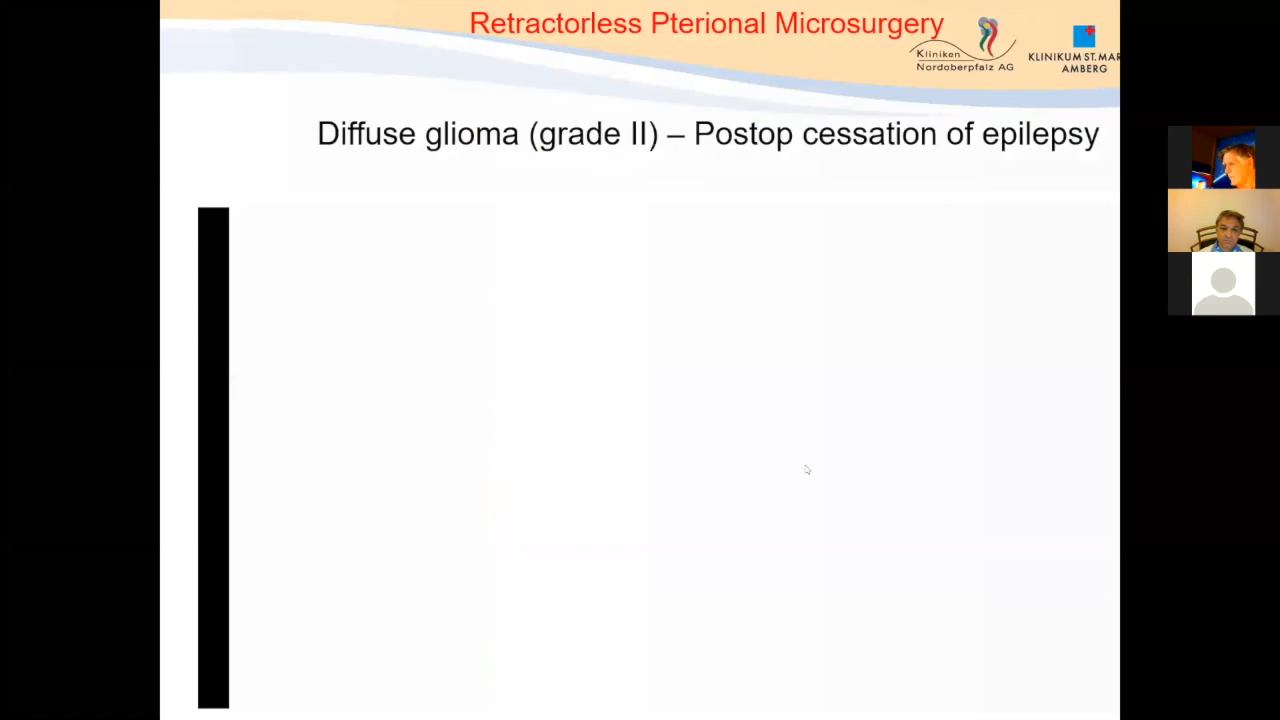 Retractorless Pterional Microsurgery
Kliniken
Nordoberpfalz AG
KLINIKUM ST. MAR
AMBERG
Diffuse glioma (grade II) – Postop cessation of epilepsy